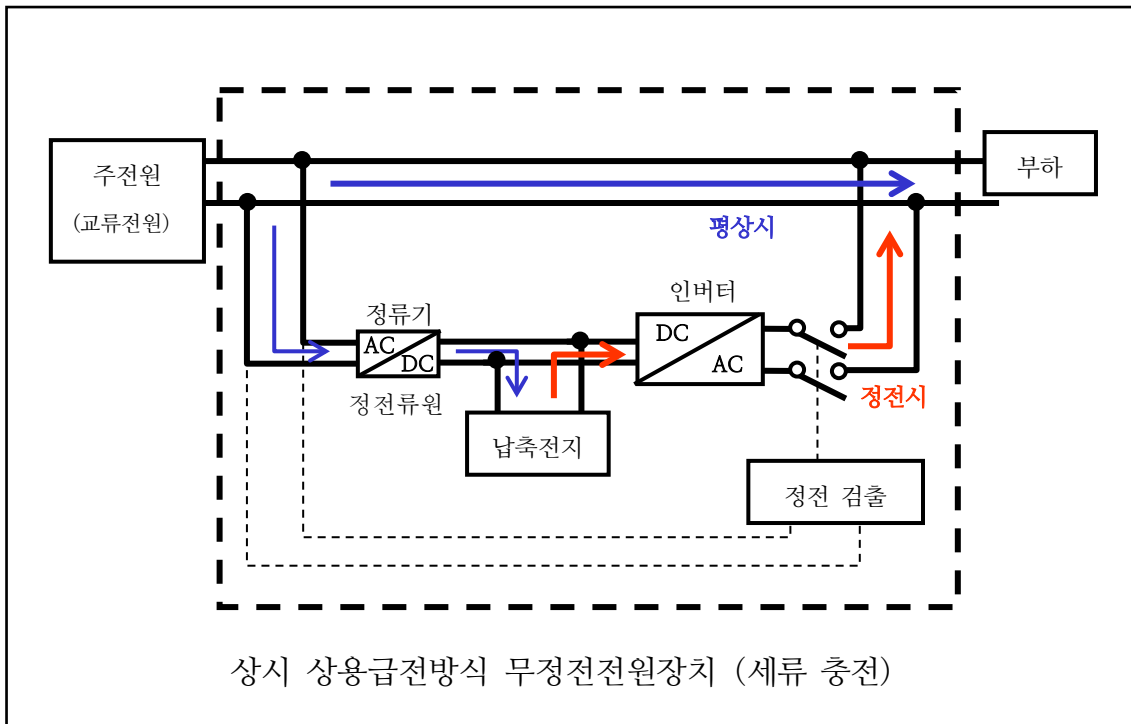 주전원
(교류전원)
부하
평상시
인버터
정류기
DC
AC
AC
DC
정전류원
정전시
납축전지
정전 검출
상시 상용급전방식 무정전전원장치 (세류 충전)